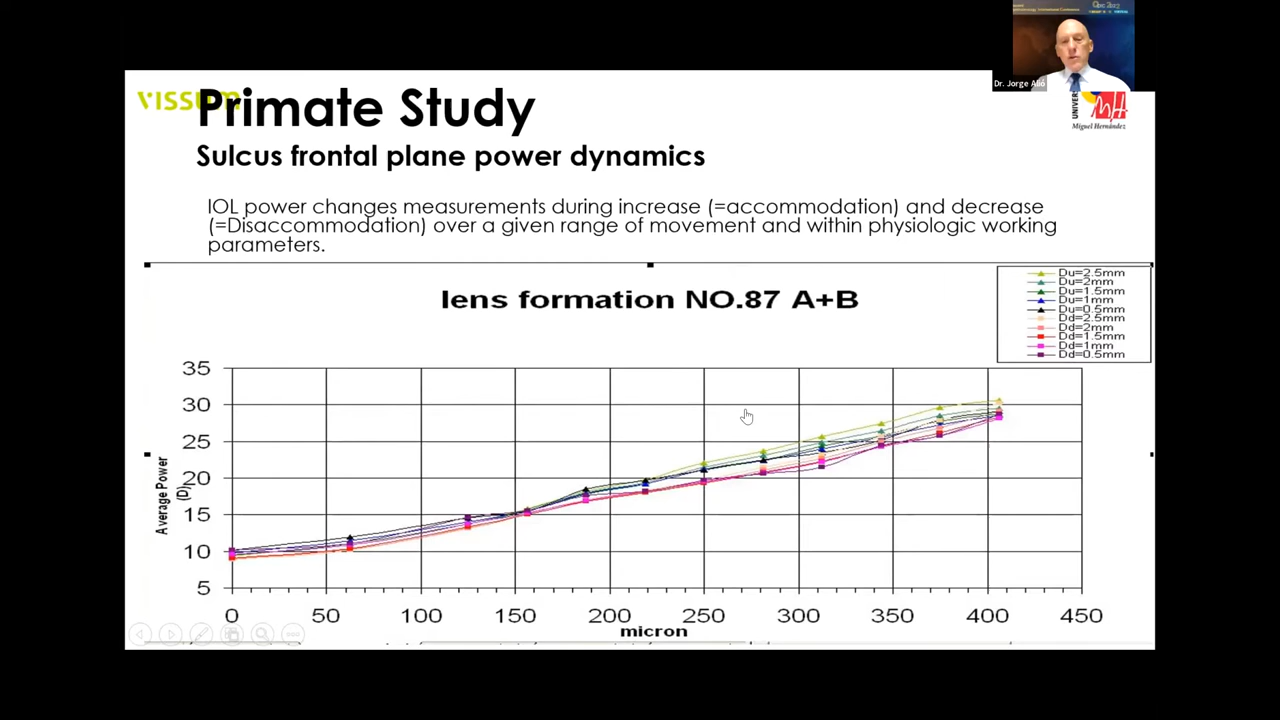 Dr. Jorge Alió
vissum
UNIVER
MH
Miguel Hernández
Primate Study
Sulcus frontal plane power dynamics
IOL power changes measurements during increase (=accommodation) and decrease
(=Disaccommodation) over a given range of movement and within physiologic working
parameters.
lens formation NO.87 A+B
Du=2.5mm
Du=2mm
Du=1.5mm
Du=1mm
Du=0.5mm
Dd=2.5mm
Dd=2mm
Dd=1.5mm
Dd=1mm
Dd=0.5mm
35
30
25
20
15
10
5
Average Power
(D)
0 50 100 150 200 250 300 350 400 450
micron